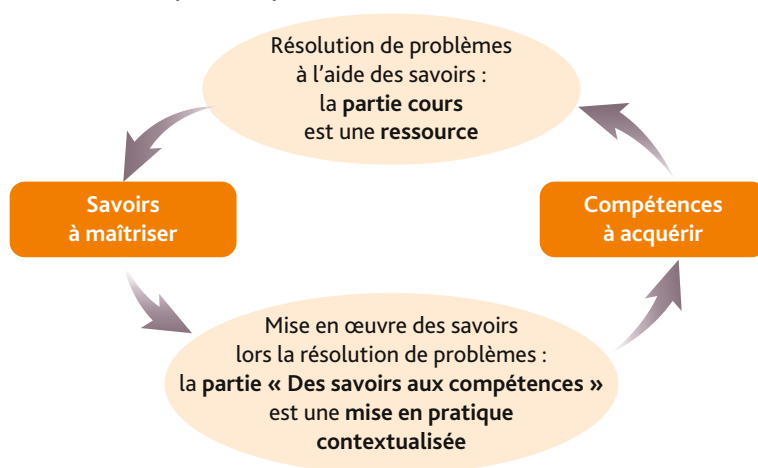 Résolution de problèmes
à l’aide des savoirs :
la partie cours
est une ressource
Savoirs
à maîtriser
Compétences
à acquérir
Mise en œuvre des savoirs
lors la résolution de problèmes :
la partie « Des savoirs aux compétences »
est une mise en pratique
contextualisée